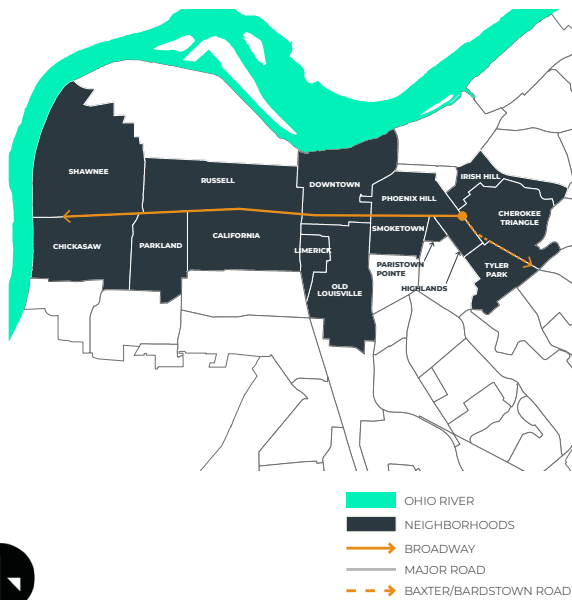 IRISH HILL
SHAWNEE
RUSSELL
DOWNTOWN
PHOENIX HILL
CHEROKEE
TRIANGLE
SMOKETOWN
CALIFORNIA
CHICKASAW
PARKLAND
LIMERICK
PARISTOWN
POINTE
TYLER
PARK
HIGHLANDS
OLD
LOUISVILLE
OHIO RIVER
NEIGHBORHOODS
BROADWAY
MAJOR ROAD
BAXTER/BARDSTOWN ROAD